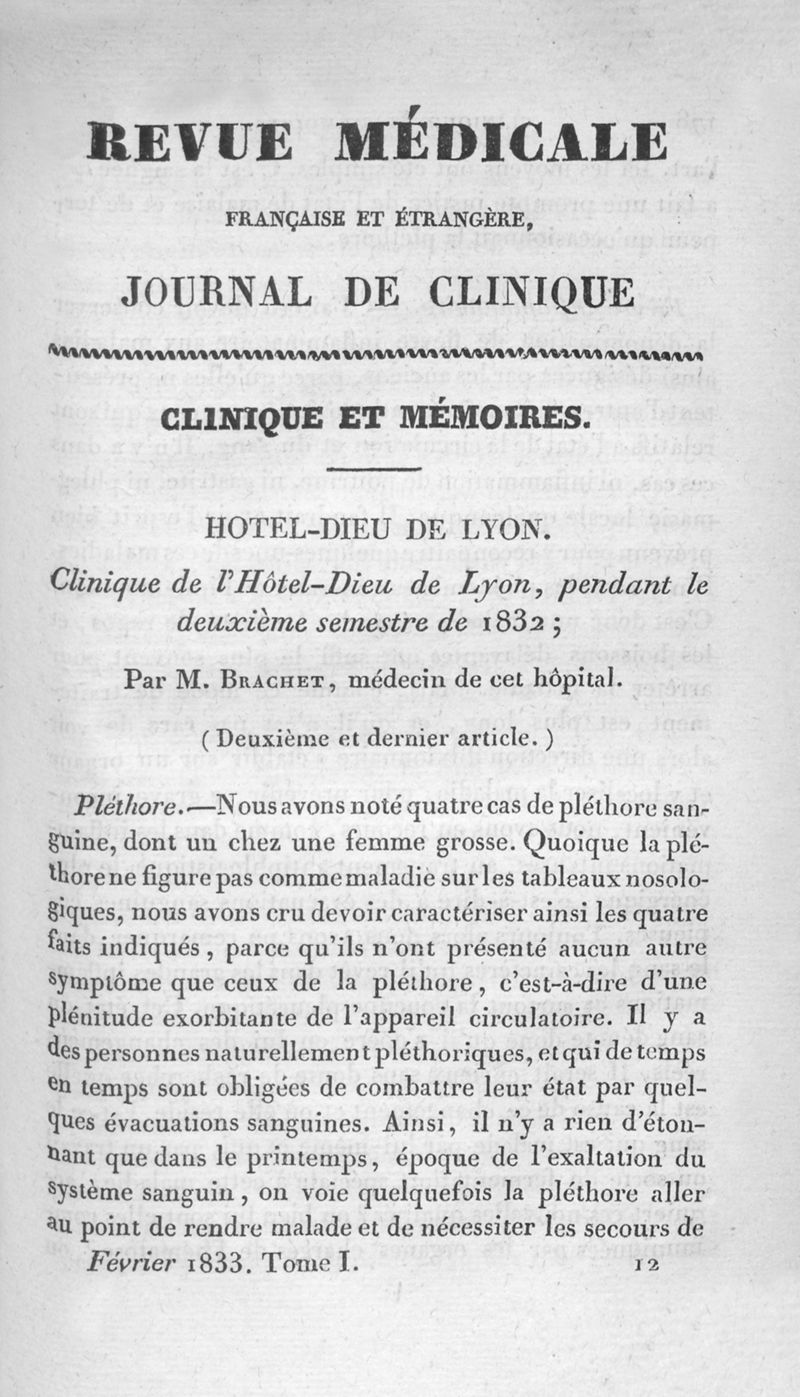 REVUE MÉDICALE
FRANÇAISE ET ÉTRANGÈRE,
JOURNAL DE CLINIQUE
CLINIQUE ET MÉMOIRES.
HOTEL-DIEU DE LYON.
Clinique de l'Hôtel-Dieu de Lyon, pendant le
deuxième semestre de 1832 ;
Par M. BRACHET, médecin de cet hôpital.
( Deuxième et dernier article. )
Pléthore.—Nous avons noté quatre cas de pléthore san-
guine, dont un chez une femme grosse. Quoique la plé-
thore ne figure pas comme maladie sur les tableaux nosolo-
giques, nous avons cru devoir caractériser ainsi les quatre
faits indiqués, parce qu'ils n'ont présenté aucun autre
symptôme que ceux de la pléthore, c'est-à-dire d'une
plénitude exorbitante de l'appareil circulatoire. Il y a
des personnes naturellement pléthoriques, et qui de temps
en temps sont obligées de combattre leur état par quel-
ques évacuations sanguines. Ainsi, il n'y a rien d'éton-
nant que dans le printemps, époque de l'exaltation du
système sanguin, on voie quelquefois la pléthore aller
au point de rendre malade et de nécessiter les secours de
Février 1833. Tome I. 12